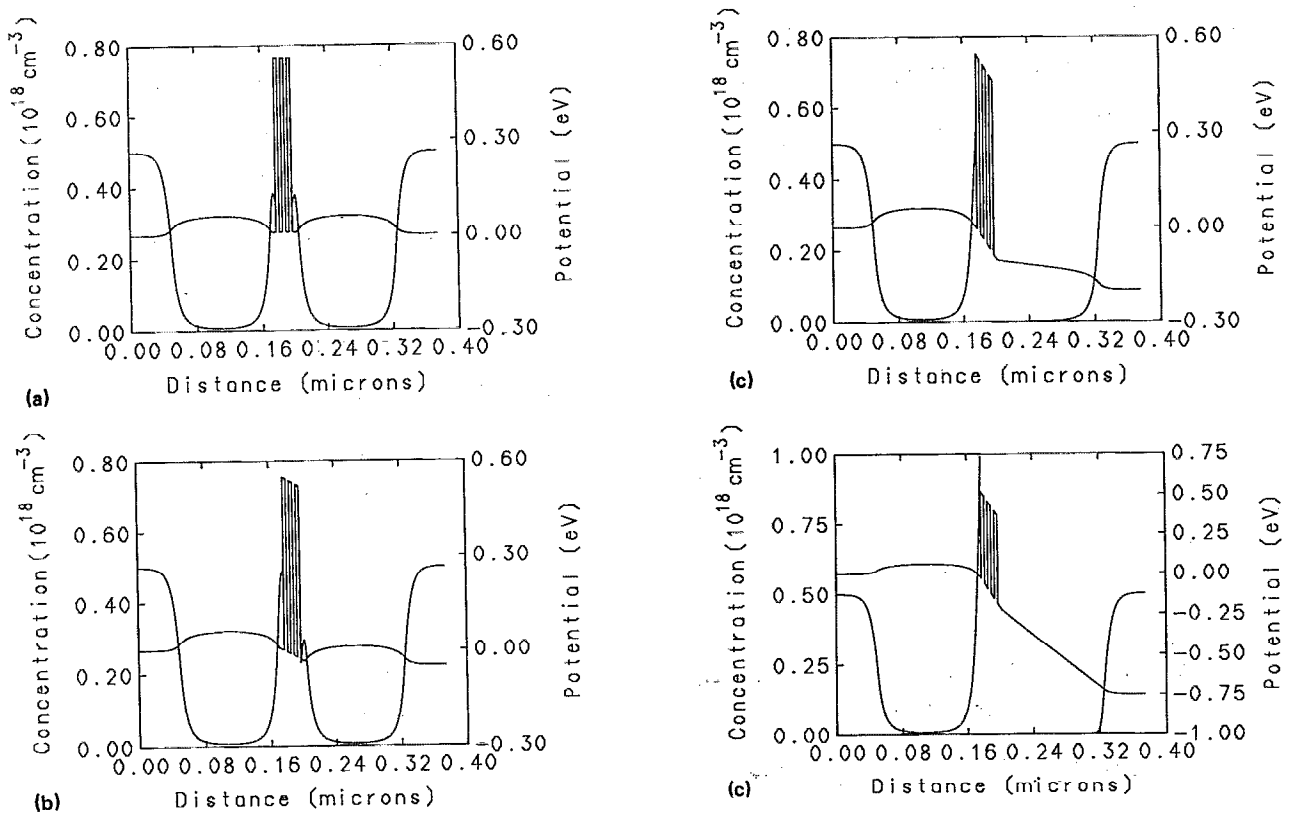 Concentration (10^18 cm^-3)
0.80
0.60
0.40
0.20
0.00
0.60
0.30
0.00
-0.30
Potential (eV)
0.00 0.08 0.16 0.24 0.32 0.40
Distance (microns)
(a)
Concentration (10^18 cm^-3)
0.80
0.60
0.40
0.20
0.00
0.60
0.30
0.00
-0.30
Potential (eV)
0.00 0.08 0.16 0.24 0.32 0.40
Distance (microns)
(c)
Concentration (10^18 cm^-3)
0.80
0.60
0.40
0.20
0.00
0.60
0.30
0.00
-0.30
Potential (eV)
0.00 0.08 0.16 0.24 0.32 0.40
Distance (microns)
(b)
Concentration (10^18 cm^-3)
1.00
0.75
0.50
0.25
0.00
0.75
0.50
0.25
0.00
-0.25
-0.50
-0.75
-1.00
Potential (eV)
0.00 0.08 0.16 0.24 0.32 0.40
Distance (microns)
(c)